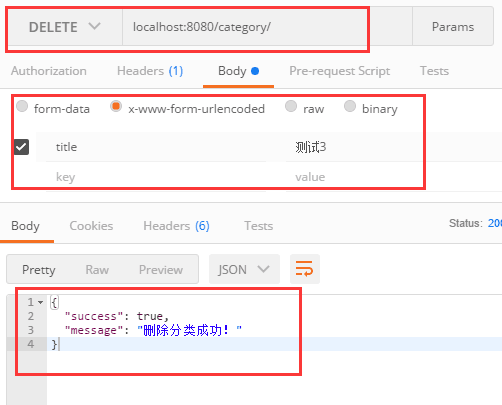 DELETE localhost:8080/category/ Params
Authorization Headers (1) Body Pre-request Script Tests
form-data x-www-form-urlencoded raw binary
title 测试3
key value
Body Cookies Headers (6) Tests Status:
Pretty Raw Preview JSON
1 {
2 "success": true,
3 "message": "删除分类成功！"
4 }